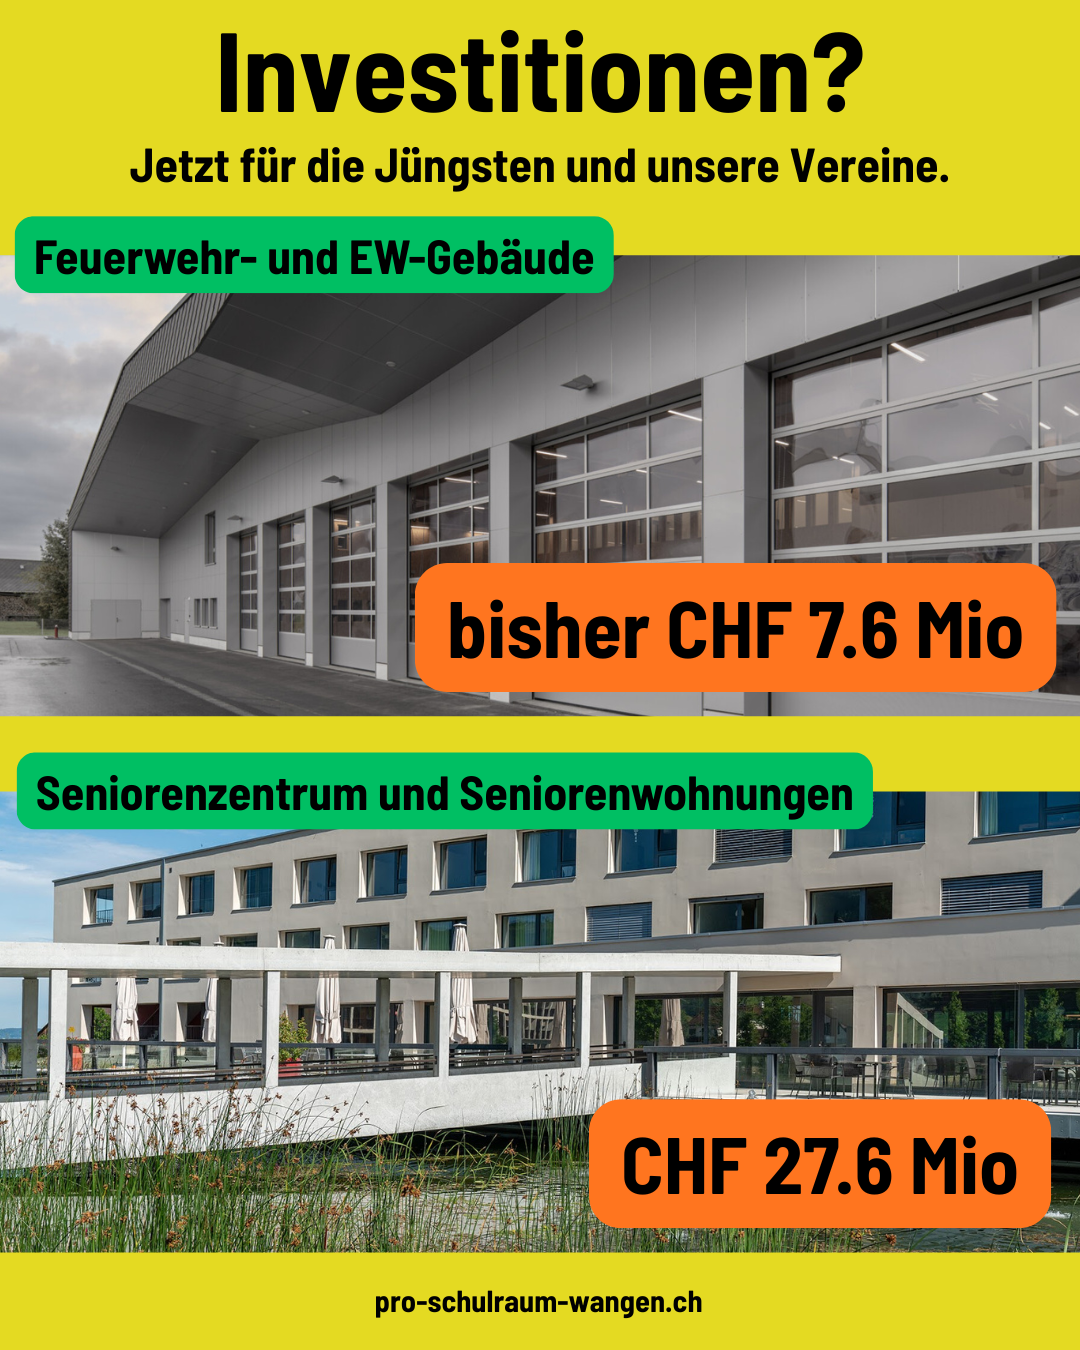 Investitionen?
Jetzt für die Jüngsten und unsere Vereine.
Feuerwehr- und EW-Gebäude
bisher CHF 7.6 Mio
Seniorenzentrum und Seniorenwohnungen
CHF 27.6 Mio
pro-schulraum-wangen.ch